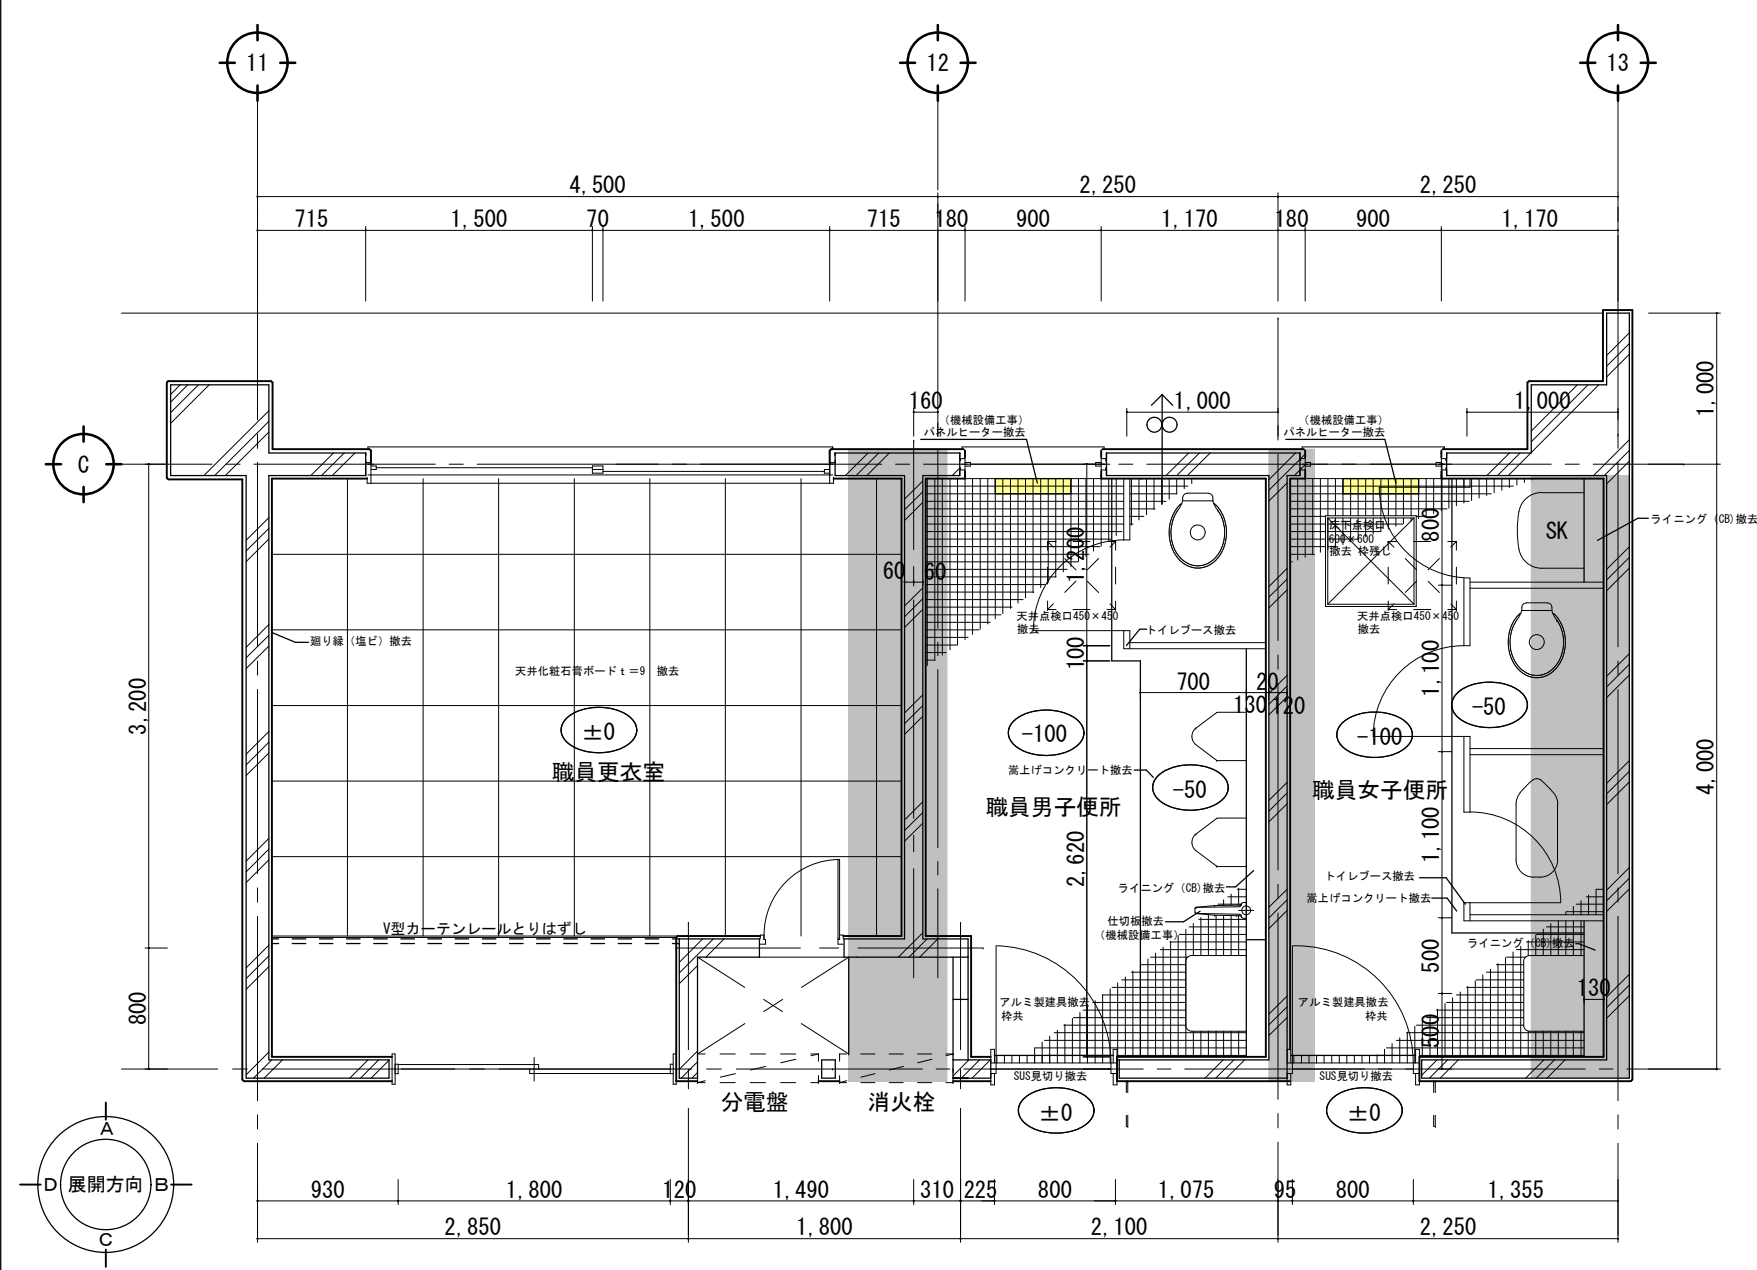 11
12
13
4,500
2,250
2,250
715
1,500
70
1,500
715
180
900
1,170
180
900
1,170
C
160
1,000
1,000
1,000
(機械設備工事)
パネルヒーター撤去
(機械設備工事)
パネルヒーター撤去
SK
ライニング (CB)撤去
床下点検口
600×600
撤去 枠残し
800
1,200
60
60
天井点検口450×450
撤去
天井点検口450×450
撤去
廻り縁 (塩ビ) 撤去
トイレブース撤去
天井化粧石膏ボードt=9 撤去
100
1,100
700
20
130
120
3,200
±0
職員更衣室
-100
-50
-100
-50
嵩上げコンクリート撤去
職員男子便所
職員女子便所
4,000
2,620
1,100
ライニング (CB)撤去
トイレブース撤去
嵩上げコンクリート撤去
仕切板撤去
(機械設備工事)
V型カーテンレールとりはずし
ライニング (CB)撤去
500
130
800
アルミ製建具撤去
枠共
アルミ製建具撤去
枠共
500
SUS見切り撤去
SUS見切り撤去
分電盤
消火栓
±0
±0
A
D
展開方向
B
C
930
1,800
120
1,490
310
225
800
1,075
95
800
1,355
2,850
1,800
2,100
2,250